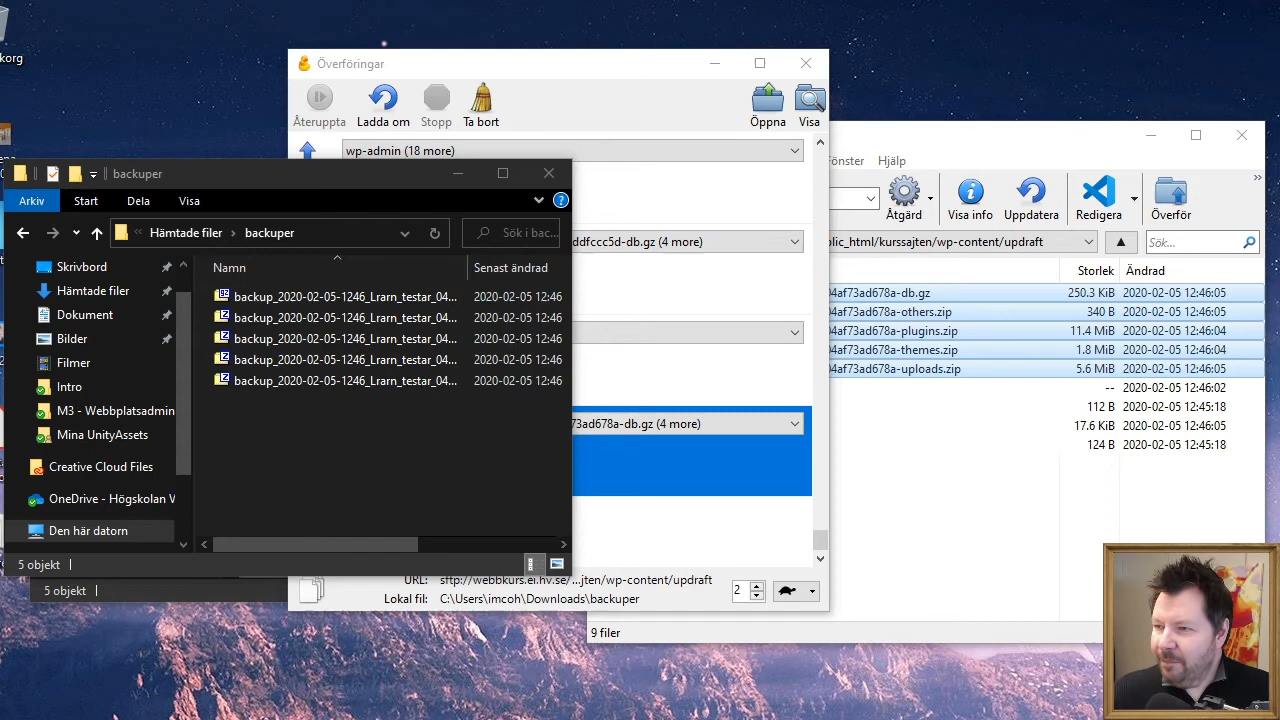 korg
Överföringar
Återuppta
Ladda om
Stopp
Ta bort
Öppna
Visa
wp-admin (18 more)
Hjälp
Åtgärd
Visa info
Uppdatera
Redigera
Överför
»
backuper
Arkiv
Start
Dela
Visa
Hämtade filer › backuper
Sök i bac...
ddfccc5d-db.gz (4 more)
olic_html/kurssajten/wp-content/updraft
Sök...
Storlek
Ändrad
Namn
Senast ändrad
Skrivbord
Hämtade filer
Dokument
Bilder
Filmer
Intro
M3 - Webbplatsadmin
Mina UnityAssets
Creative Cloud Files
OneDrive - Högskolan V
Den här datorn
backup_2020-02-05-1246_Lrarn_testar_04... 2020-02-05 12:46
backup_2020-02-05-1246_Lrarn_testar_04... 2020-02-05 12:46
backup_2020-02-05-1246_Lrarn_testar_04... 2020-02-05 12:46
backup_2020-02-05-1246_Lrarn_testar_04... 2020-02-05 12:46
backup_2020-02-05-1246_Lrarn_testar_04... 2020-02-05 12:46
5 objekt
5 objekt
04af73ad678a-db.gz 250.3 KiB 2020-02-05 12:46:05
04af73ad678a-others.zip 340 B 2020-02-05 12:46:05
04af73ad678a-plugins.zip 11.4 MiB 2020-02-05 12:46:04
04af73ad678a-themes.zip 1.8 MiB 2020-02-05 12:46:04
04af73ad678a-uploads.zip 5.6 MiB 2020-02-05 12:46:05
-- 2020-02-05 12:46:02
112 B 2020-02-05 12:45:18
17.6 KiB 2020-02-05 12:46:05
124 B 2020-02-05 12:45:18
73ad678a-db.gz (4 more)
URL: sftp://webbkurs.ei.hv.se/...jten/wp-content/updraft
Lokal fil: C:\Users\imcoh\Downloads\backuper
2
9 filer